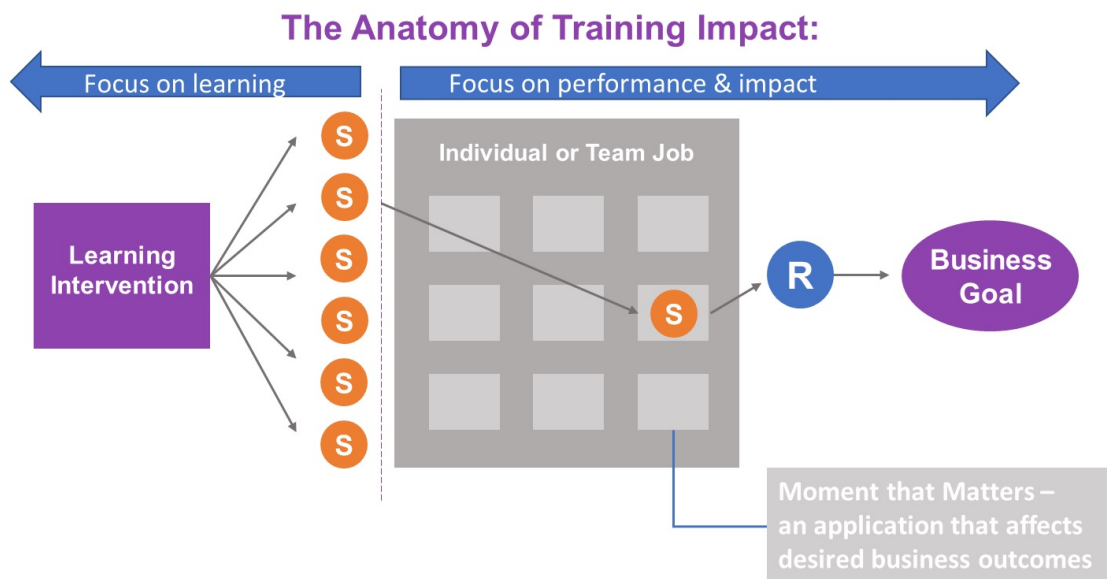 The Anatomy of Training Impact:
Focus on learning
Focus on performance & impact
S
S
S
S
S
S
Learning
Intervention
Individual or Team Job
S
R
Business
Goal
Moment that Matters –
an application that affects
desired business outcomes